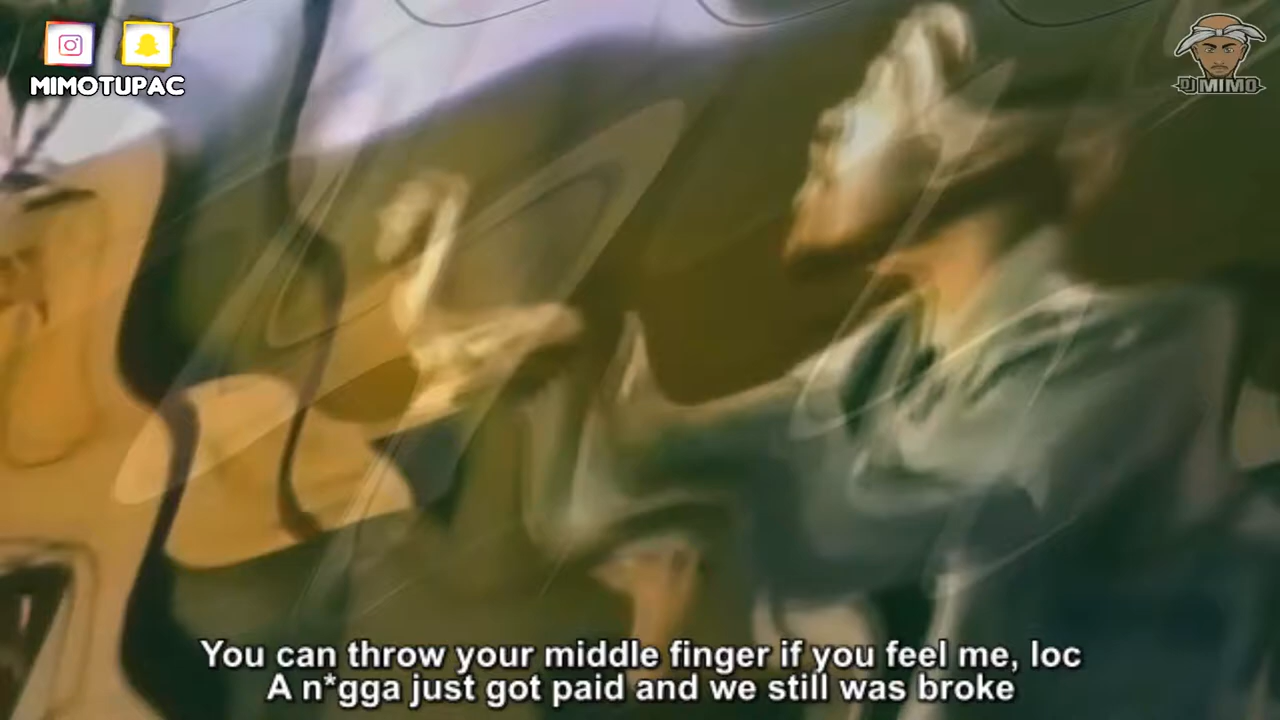 MIMOTUPAC
DJ MIMO
You can throw your middle finger if you feel me, loc
A n*gga just got paid and we still was broke